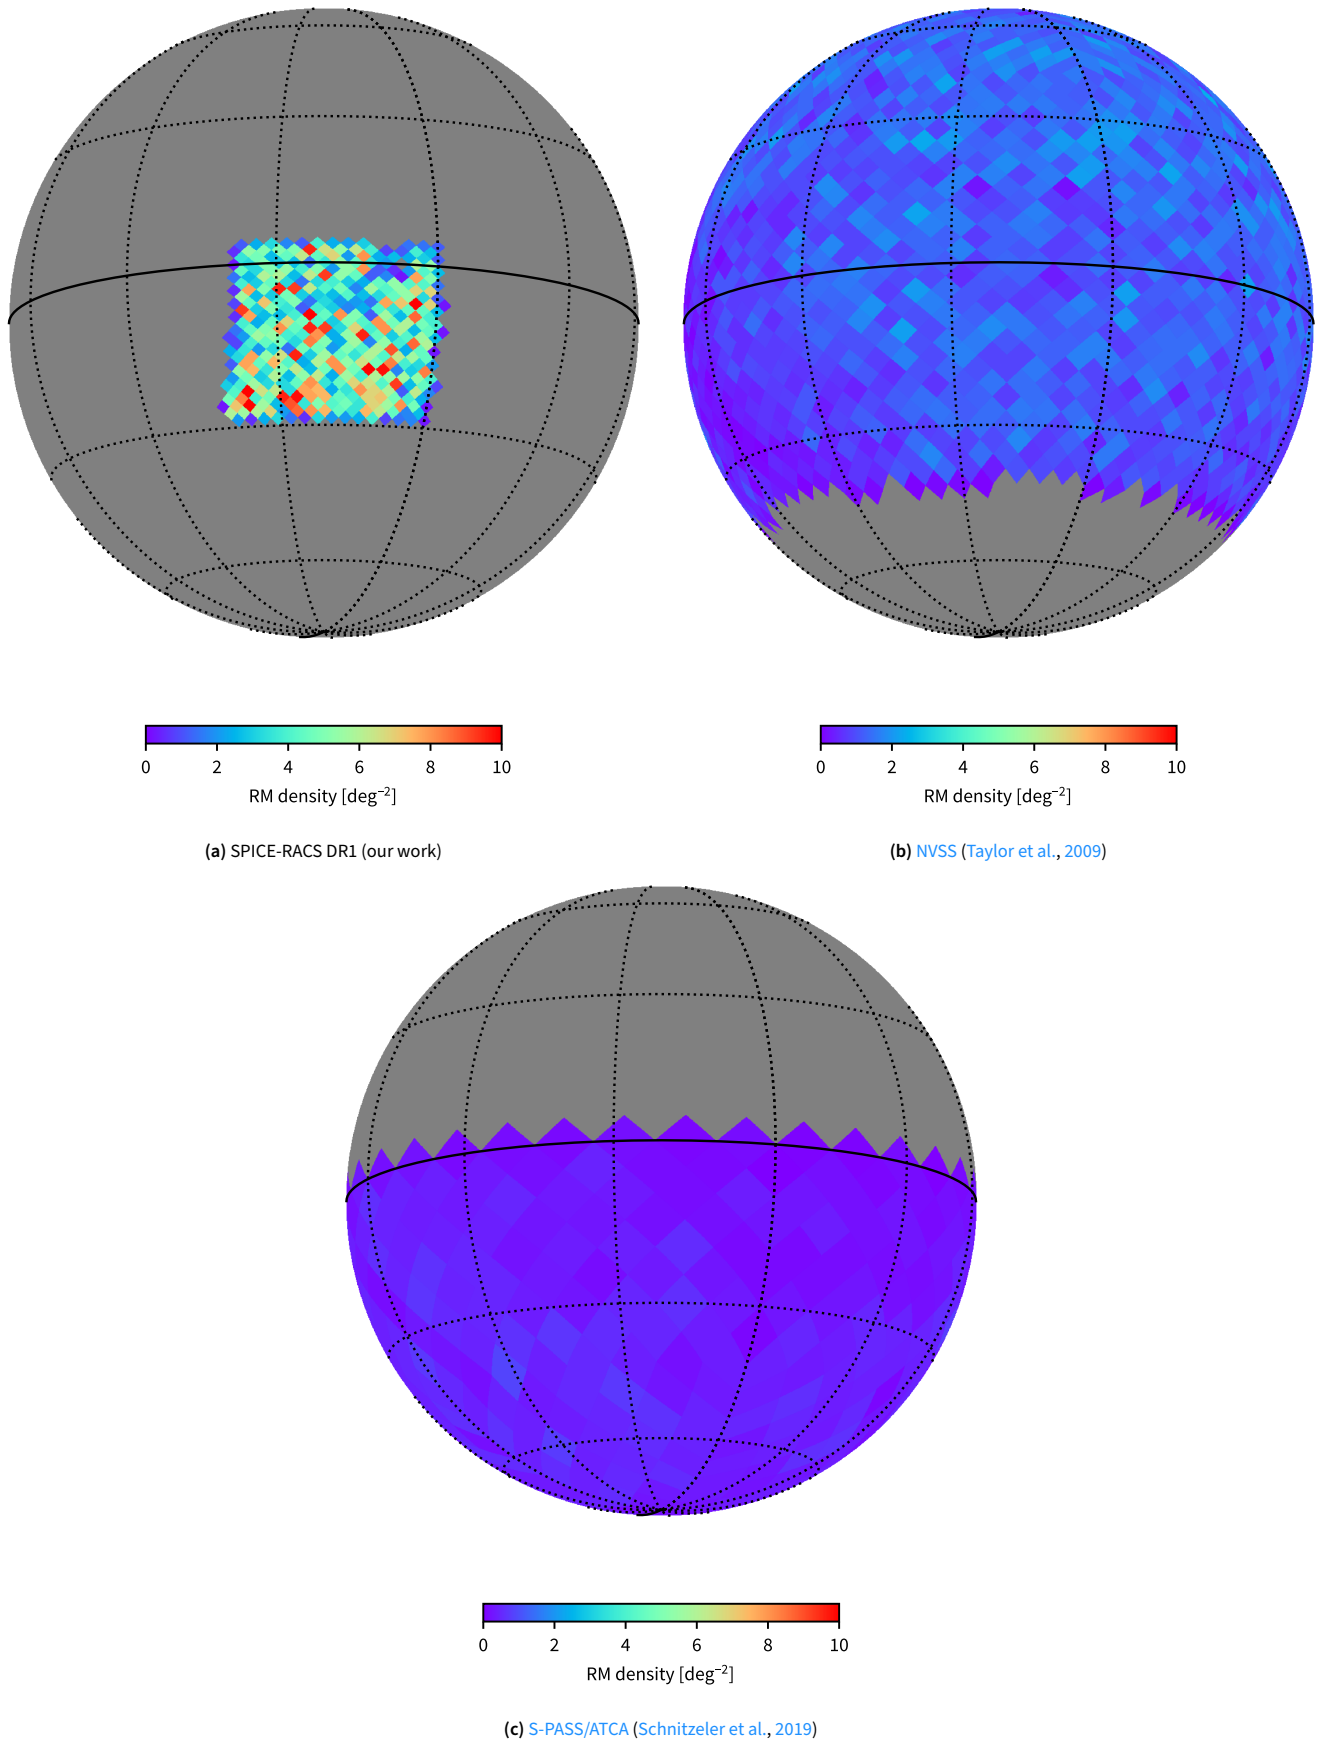 0 2 4 6 8 10
RM density [deg⁻²]
(a) SPICE-RACS DR1 (our work)
0 2 4 6 8 10
RM density [deg⁻²]
(b) NVSS (Taylor et al., 2009)
0 2 4 6 8 10
RM density [deg⁻²]
(c) S-PASS/ATCA (Schnitzeler et al., 2019)